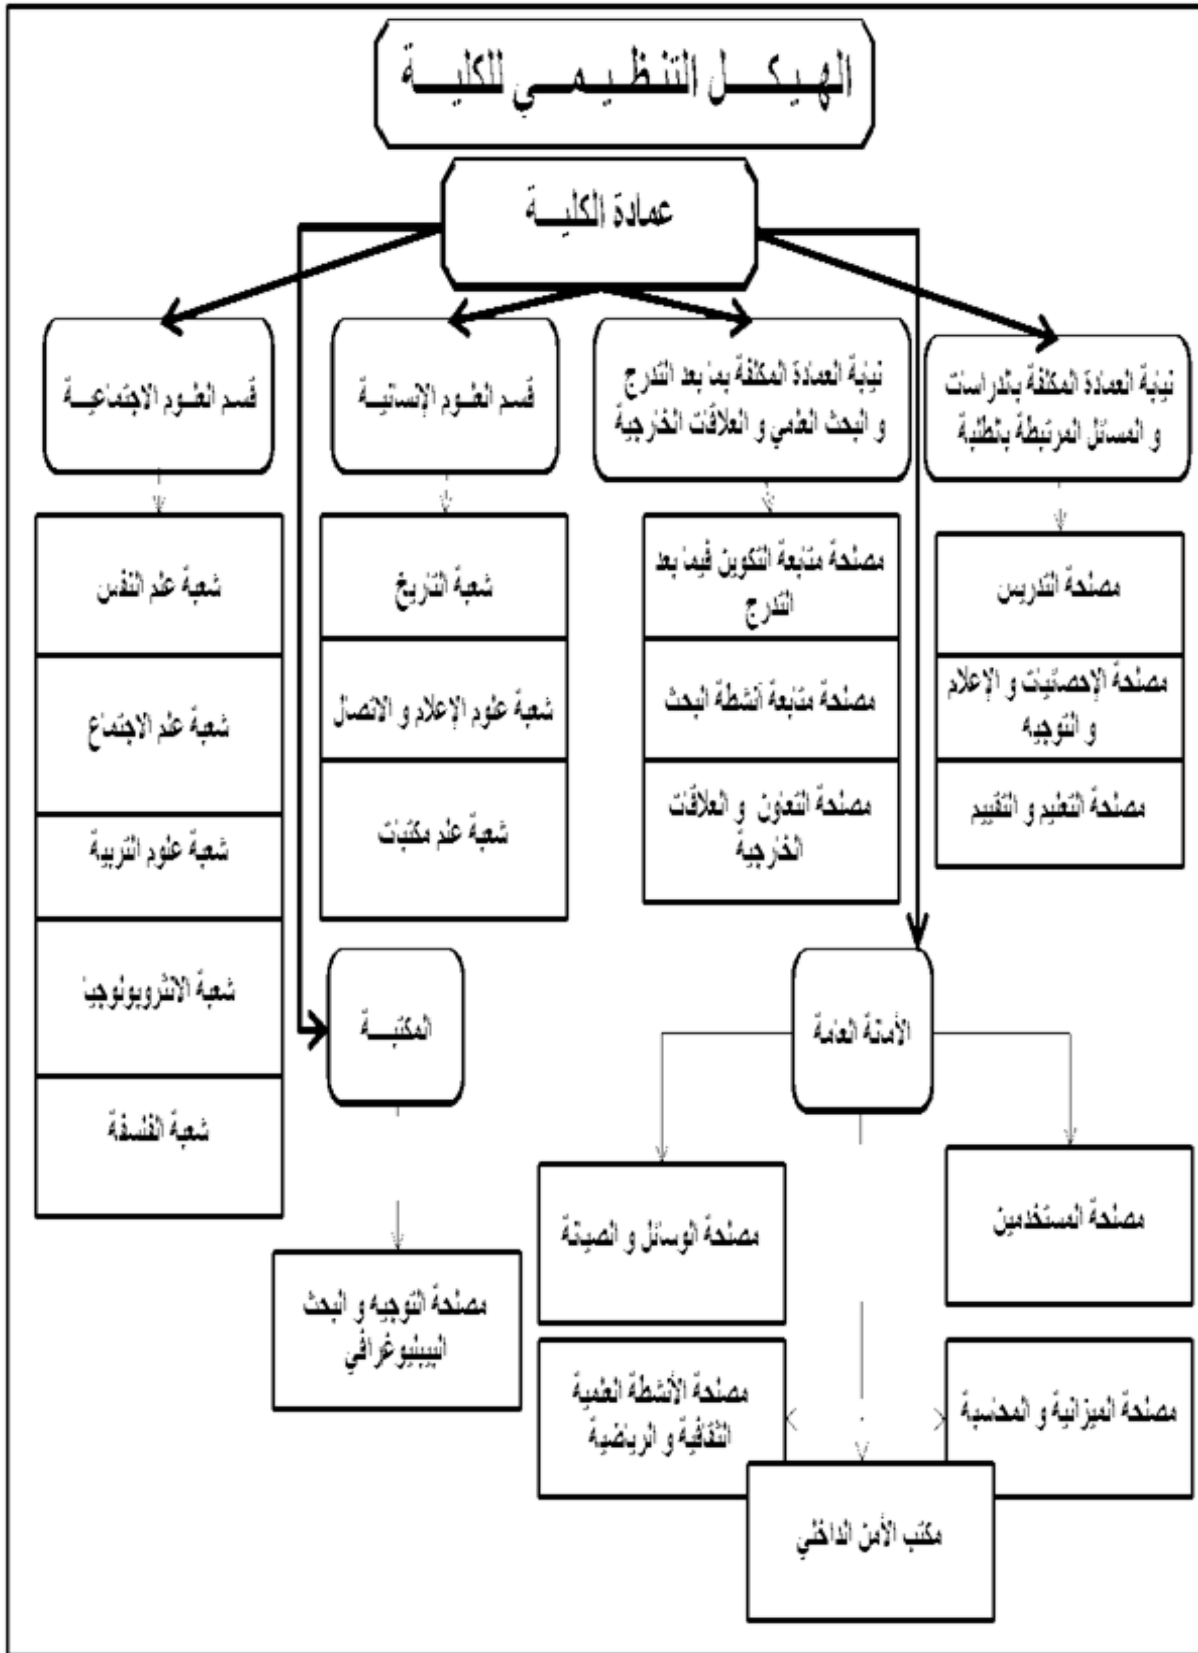 الهيكل التنظيمي للكلية
عمادة الكلية
نيابة العمادة المكلفة بالدراسات
و المسائل المرتبطة بالطلبة
نيابة العمادة المكلفة بما بعد التدرج
و البحث العلمي و العلاقات الخارجية
قسم العلوم الإنسانية
قسم العلوم الاجتماعية
مصلحة التدريس
مصلحة الإحصائيات و الإعلام
و التوجيه
مصلحة التعليم و التقييم
مصلحة متابعة التكوين فيما بعد
التدرج
مصلحة متابعة أنشطة البحث
مصلحة التعاون و العلاقات
الخارجية
شعبة التاريخ
شعبة علوم الإعلام و الاتصال
شعبة علم مكتبات
شعبة علم النفس
شعبة علم الاجتماع
شعبة علوم التربية
شعبة الانثروبولوجيا
شعبة الفلسفة
الأمانة العامة
المكتبة
مصلحة المستخدمين
مصلحة الوسائل و الصيانة
مصلحة الميزانية و المحاسبة
مصلحة الأنشطة العلمية
الثقافية و الرياضية
مكتب الأمن الداخلي
مصلحة التوجيه و البحث
البيبليوغرافي